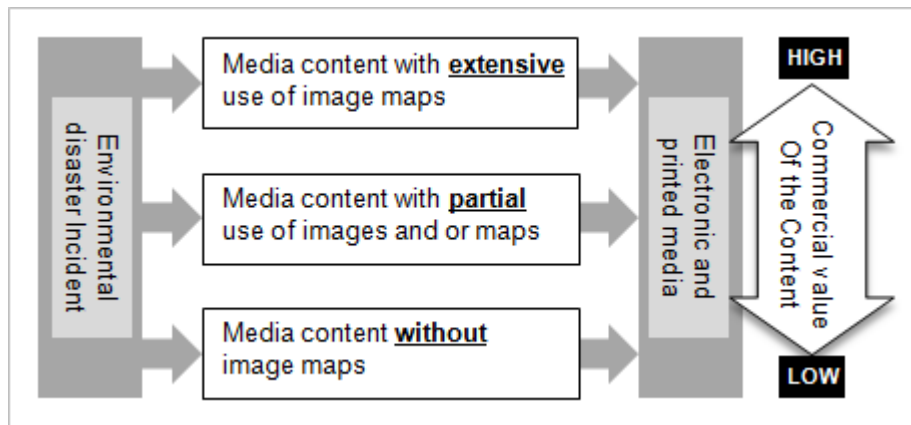 Environmental
disaster Incident
Media content with extensive
use of image maps
Media content with partial
use of images and or maps
Media content without
image maps
Electronic and
printed media
HIGH
Commercial value
Of the Content
LOW